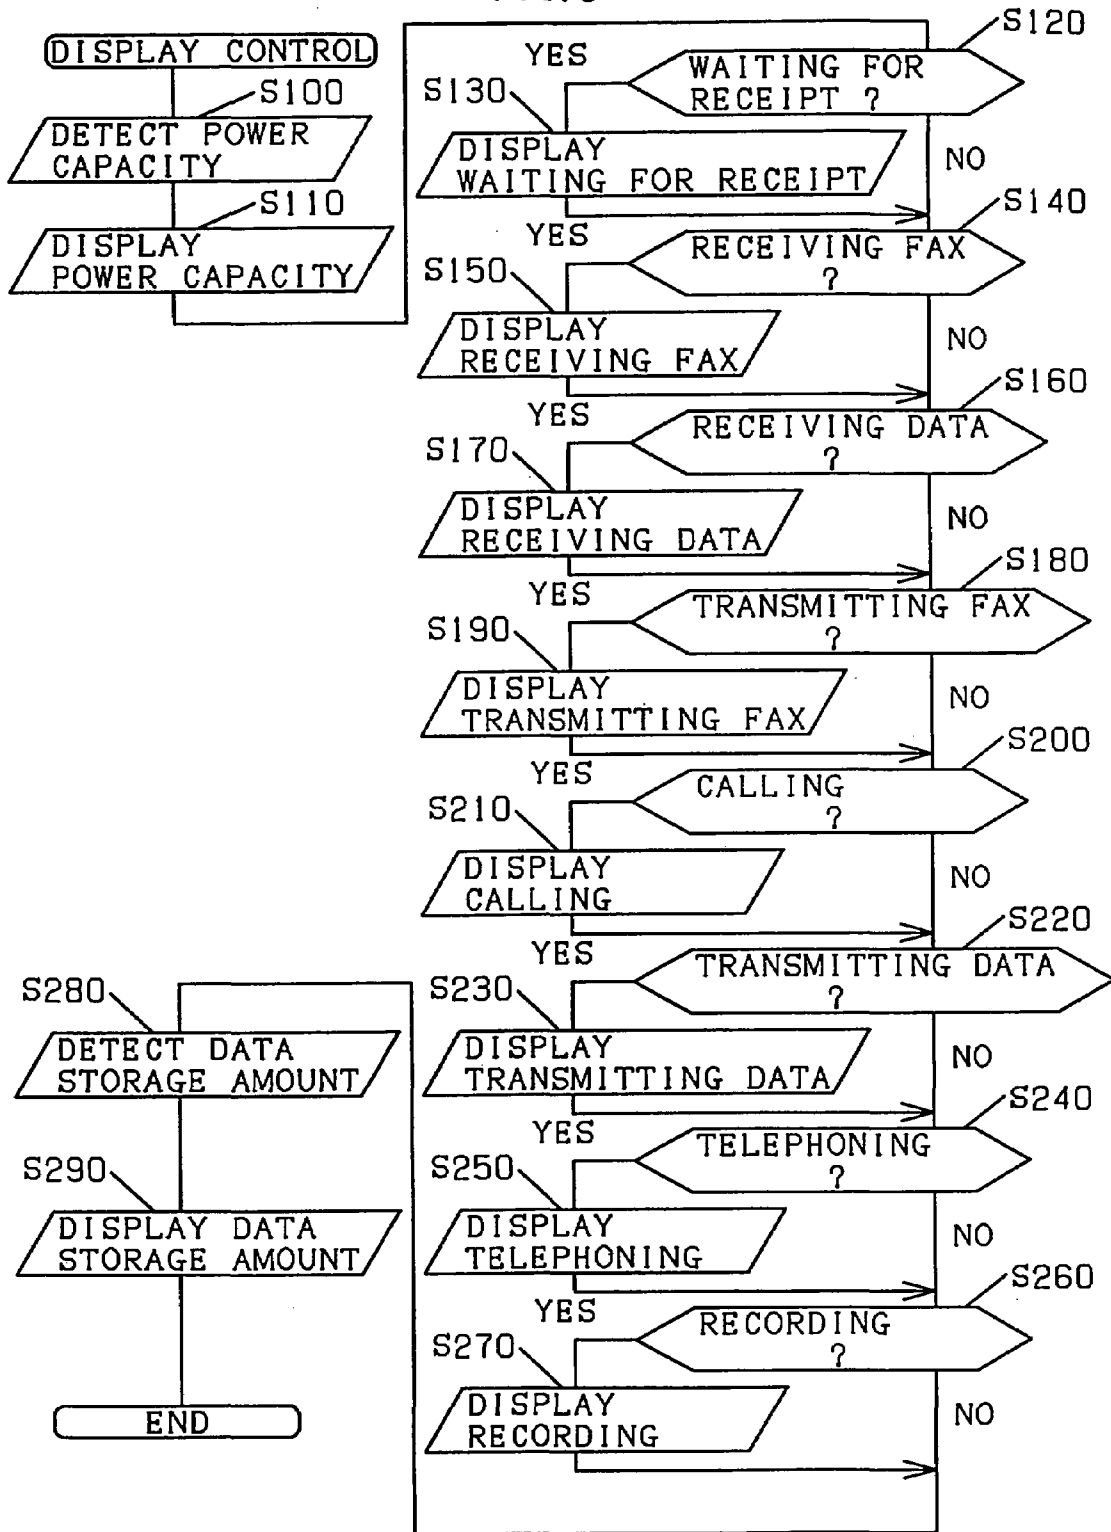 DISPLAY CONTROL
S100
DETECT POWER
CAPACITY
S110
DISPLAY
POWER CAPACITY
S120
YES
WAITING FOR
RECEIPT ?
S130
DISPLAY
WAITING FOR RECEIPT
NO
S140
YES
RECEIVING FAX
?
S150
DISPLAY
RECEIVING FAX
NO
S160
YES
RECEIVING DATA
?
S170
DISPLAY
RECEIVING DATA
NO
S180
YES
TRANSMITTING FAX
?
S190
DISPLAY
TRANSMITTING FAX
NO
S200
YES
CALLING
?
S210
DISPLAY
CALLING
NO
S220
YES
TRANSMITTING DATA
?
S230
DISPLAY
TRANSMITTING DATA
NO
S240
YES
TELEPHONING
?
S250
DISPLAY
TELEPHONING
NO
S260
YES
RECORDING
?
S270
DISPLAY
RECORDING
NO
S280
DETECT DATA
STORAGE AMOUNT
S290
DISPLAY DATA
STORAGE AMOUNT
END